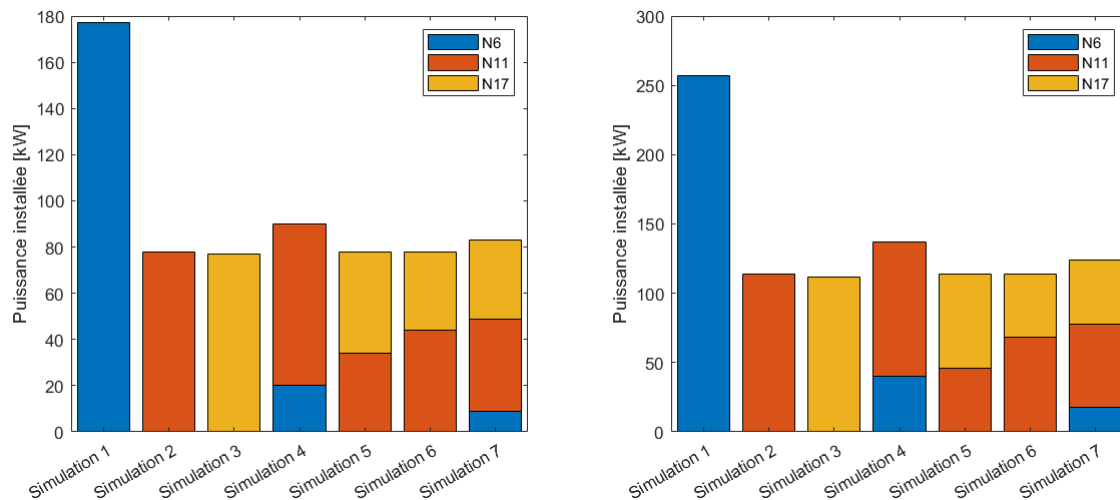 Puissance installée [kW]
180
160
140
120
100
80
60
40
20
0
N6
N11
N17
Simulation 1
Simulation 2
Simulation 3
Simulation 4
Simulation 5
Simulation 6
Simulation 7
Puissance installée [kW]
300
250
200
150
100
50
0
N6
N11
N17
Simulation 1
Simulation 2
Simulation 3
Simulation 4
Simulation 5
Simulation 6
Simulation 7